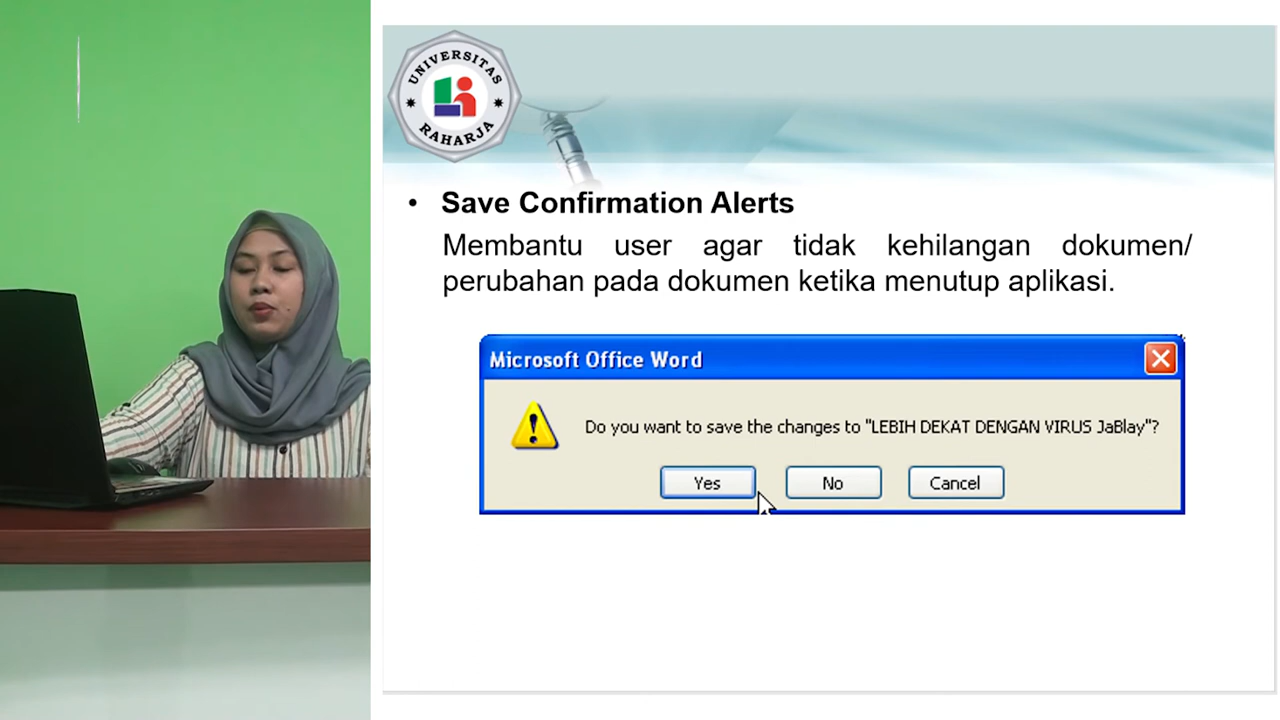 UNIVERSITAS
RAHARJA
• Save Confirmation Alerts
Membantu user agar tidak kehilangan dokumen/
perubahan pada dokumen ketika menutup aplikasi.
Microsoft Office Word
Do you want to save the changes to "LEBIH DEKAT DENGAN VIRUS JaBlay"?
Yes No Cancel